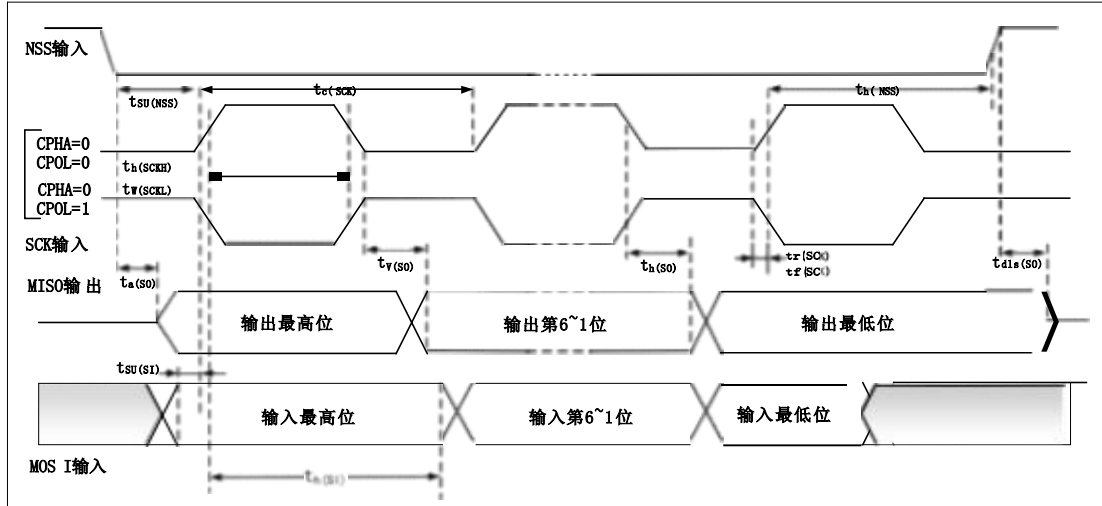 NSS输入
tSU(NSS)
tc(SCK)
th(NSS)
CPHA=0
CPOL=0
th(SCKH)
CPHA=0
tW(SCKL)
CPOL=1
SCK输入
tV(SO)
th(SO)
tr(SCK)
tf(SCK)
tdis(SO)
ta(SO)
MISO输出
输出最高位
输出第6~1位
输出最低位
tSU(SI)
输入最高位
输入第6~1位
输入最低位
MOS I输入
th(SI)